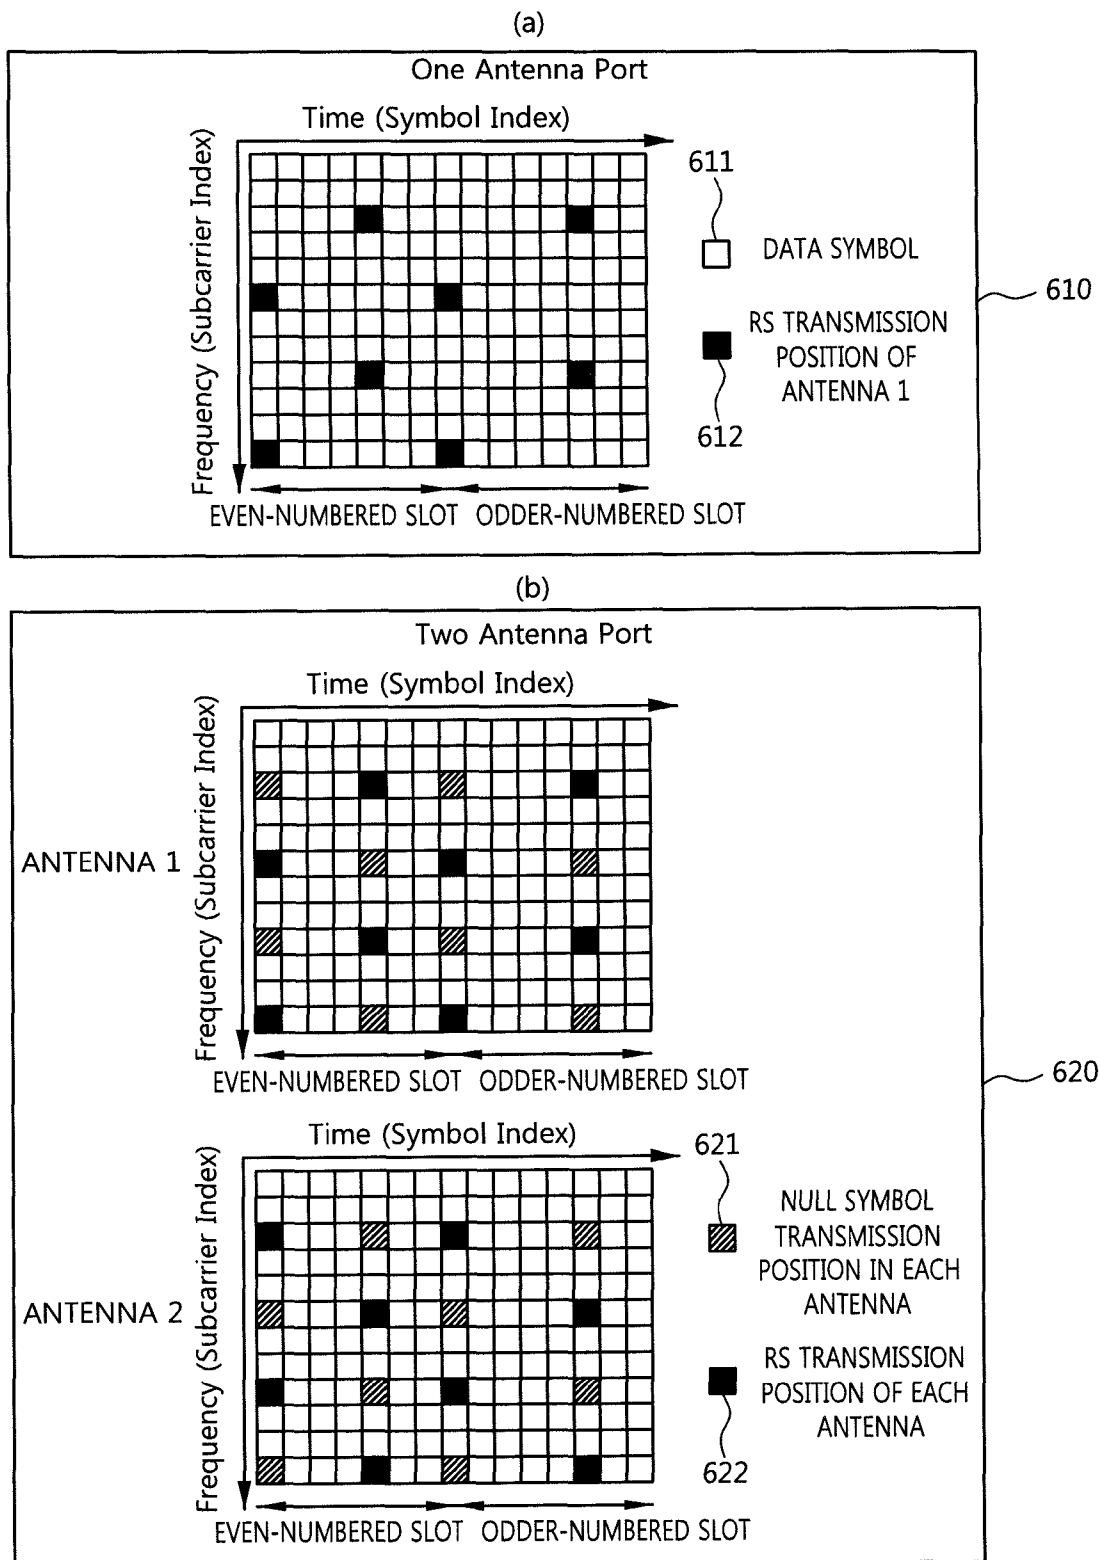 (a)
One Antenna Port
Time (Symbol Index)
Frequency (Subcarrier Index)
611
DATA SYMBOL
610
RS TRANSMISSION
POSITION OF
ANTENNA 1
612
EVEN-NUMBERED SLOT ODDER-NUMBERED SLOT
(b)
Two Antenna Port
Time (Symbol Index)
Frequency (Subcarrier Index)
ANTENNA 1
EVEN-NUMBERED SLOT ODDER-NUMBERED SLOT
620
Time (Symbol Index)
Frequency (Subcarrier Index)
ANTENNA 2
621
NULL SYMBOL
TRANSMISSION
POSITION IN EACH
ANTENNA
RS TRANSMISSION
POSITION OF EACH
ANTENNA
622
EVEN-NUMBERED SLOT ODDER-NUMBERED SLOT